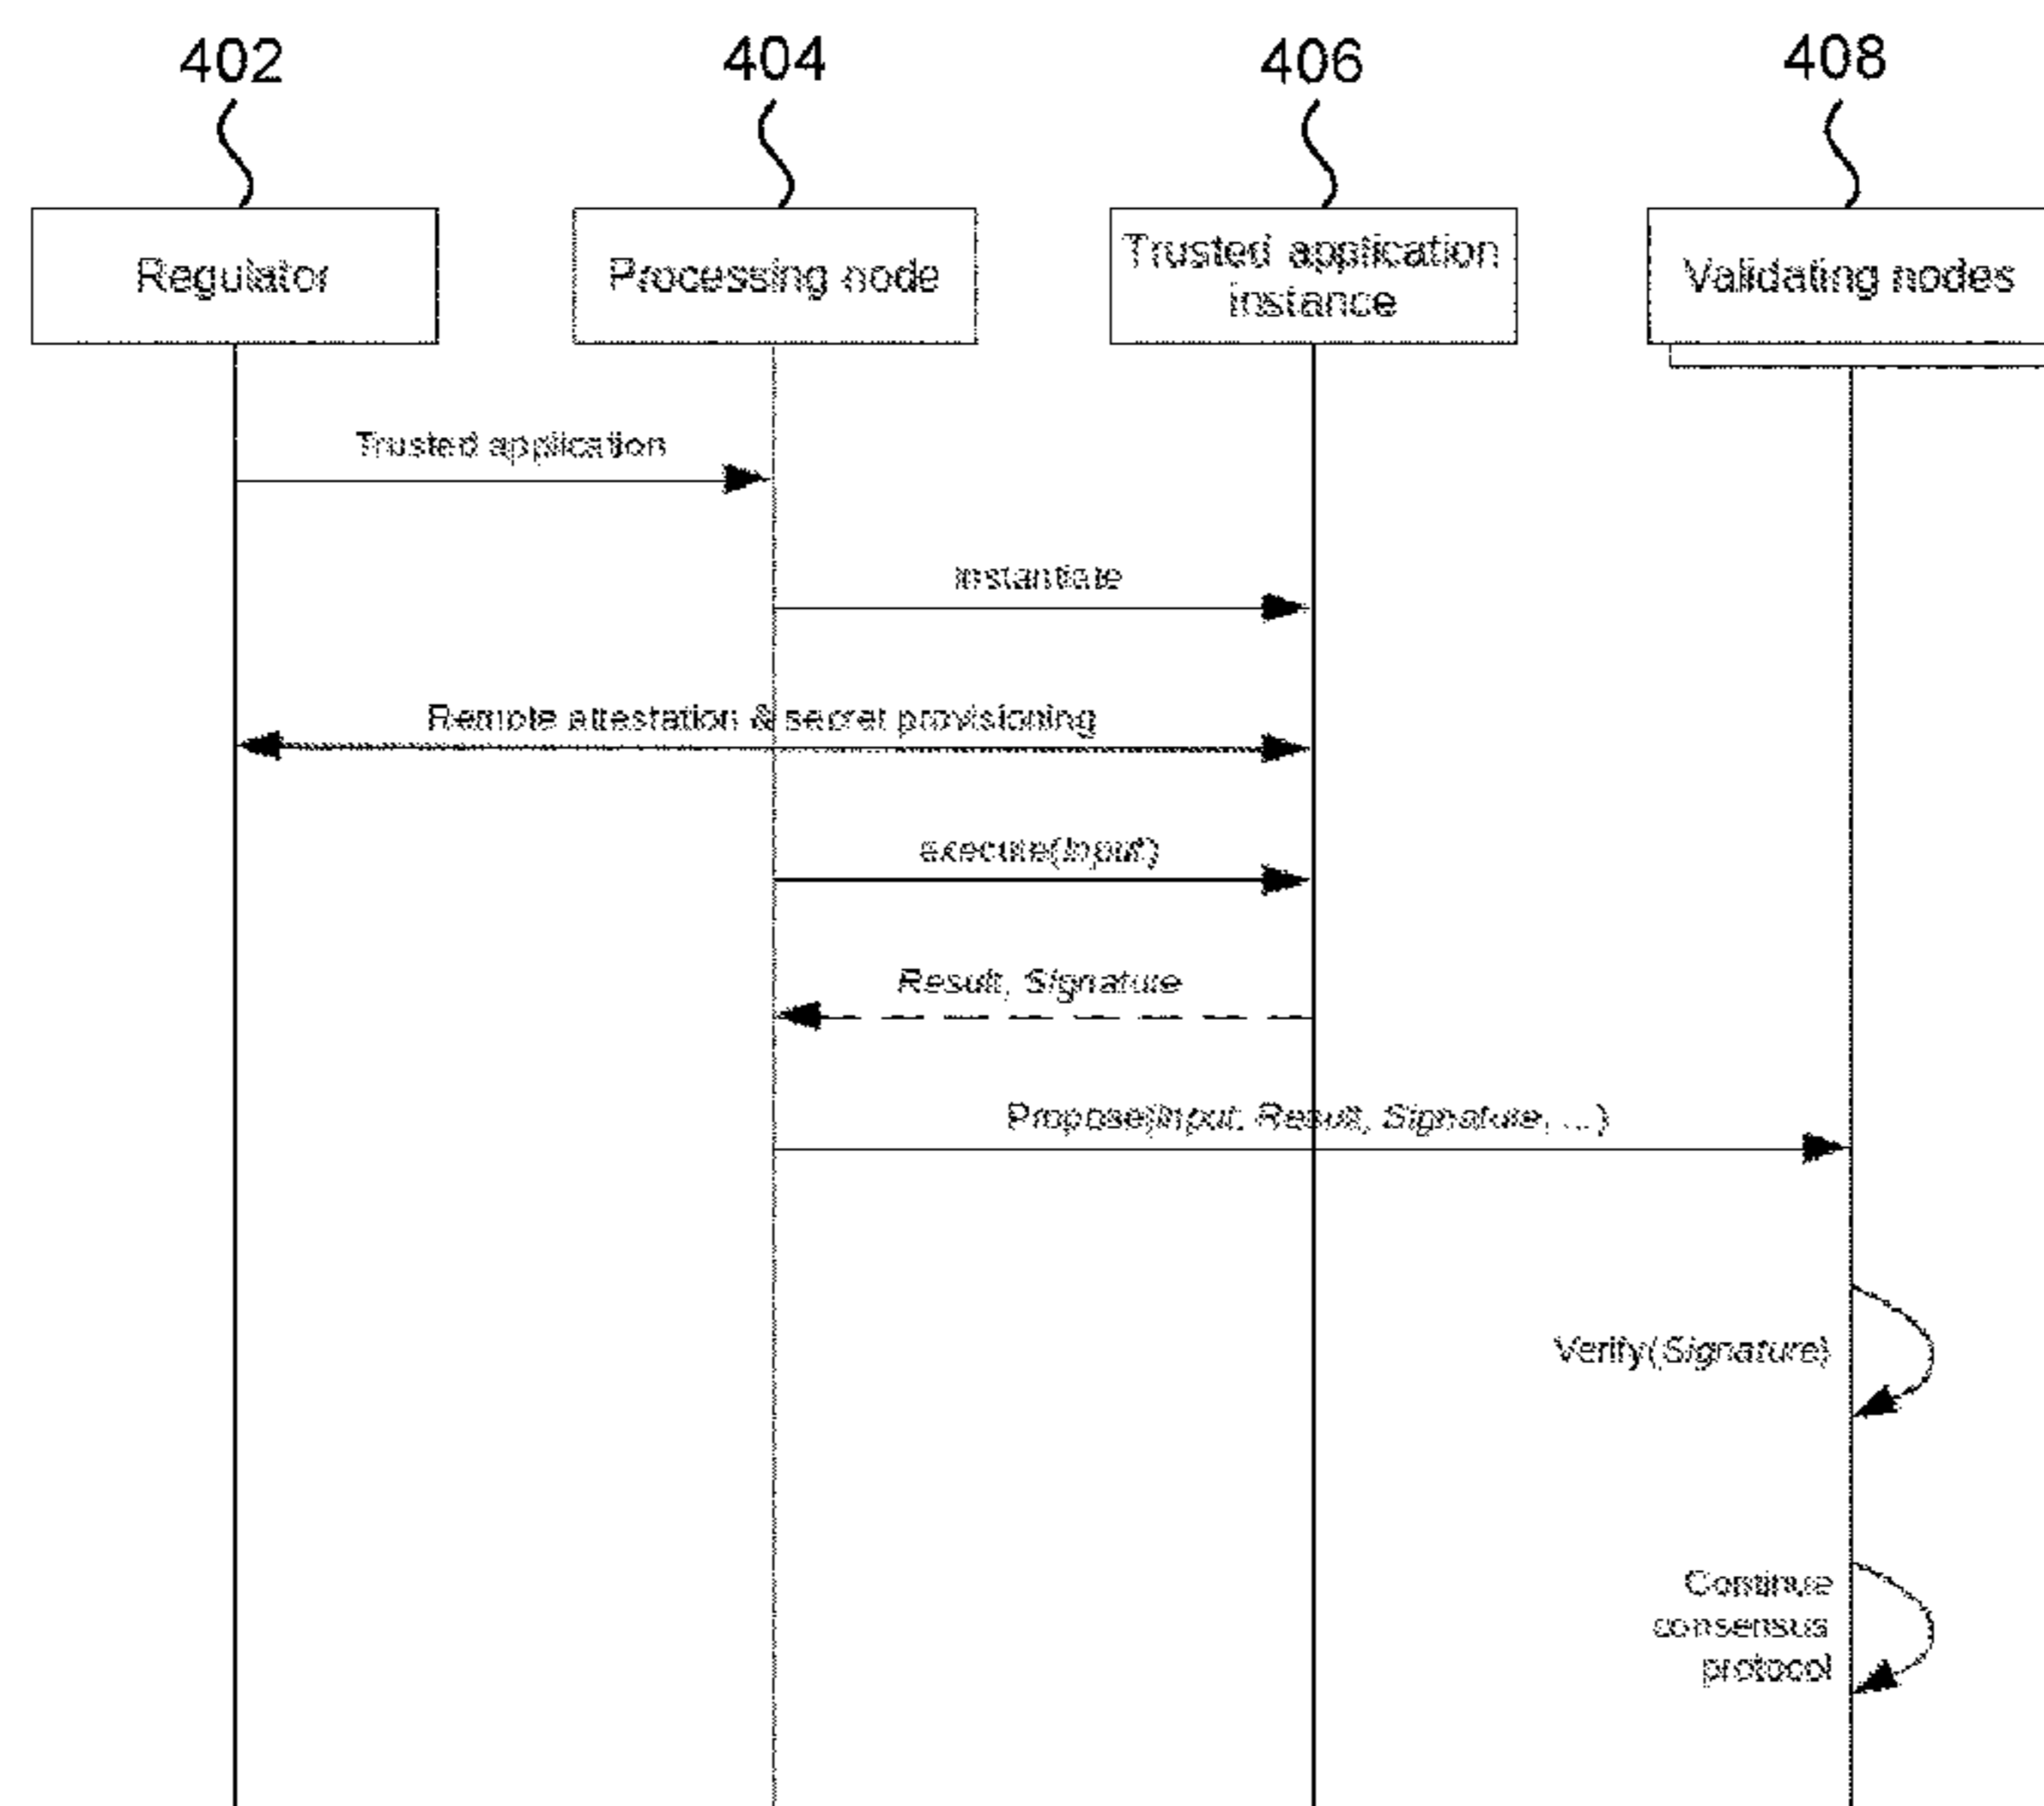 402 404 406 408
Regulator
Processing node
Trusted application
instance
Validating nodes
Trusted application
Instantiate
Remote attestation & secret provisioning
execute(Input)
Result, Signature
Propose(Input, Result, Signature, ...)
Verify(Signature)
Continue
consensus
protocol